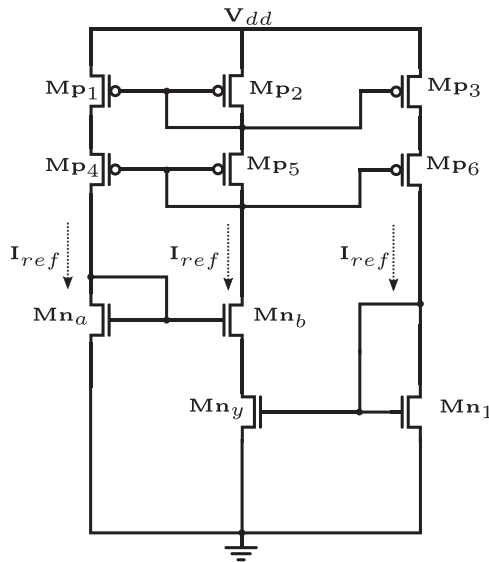 V_dd
Mp_1
Mp_2
Mp_3
Mp_4
Mp_5
Mp_6
I_ref
I_ref
I_ref
Mn_a
Mn_b
Mn_y
Mn_1